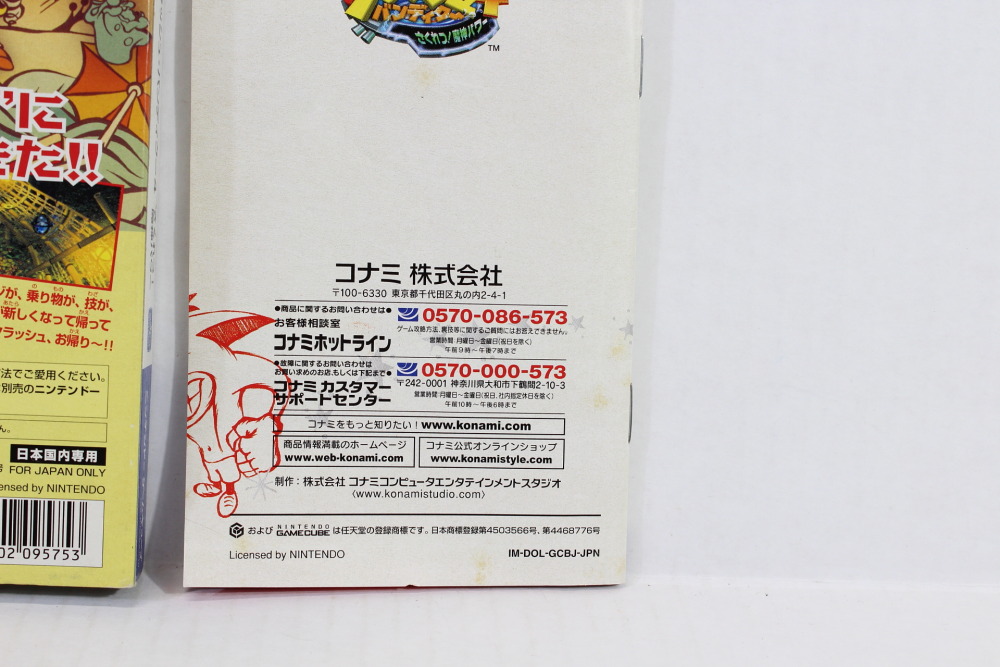 バンディクー
さくれつ！魔神パワー
TM
に
た!!
ジが、乗り物が、技が、
が新しくなって帰って
クラッシュ、お帰り〜!!
法でご愛用ください。
別売のニンテンドー
ん。
日本国内専用
FOR JAPAN ONLY
ensed by NINTENDO
02 095753
コナミ 株式会社
〒100-6330 東京都千代田区丸の内2-4-1
●商品に関するお問い合わせは●
お客様相談室
コナミホットライン
0570-086-573
ゲーム攻略方法、裏技等に関するご質問にはお答えできません。
営業時間 月曜日〜金曜日(祝日を除く)
午前9時〜午後7時まで
●故障に関するお問い合わせは
お買い求めのお店、もしくは下記まで●
コナミ カスタマー
サポートセンター
0570-000-573
〒242-0001 神奈川県大和市下鶴間2-10-3
営業時間 月曜日〜金曜日(祝日、社内指定休日を除く)
午前10時〜午後6時まで
コナミをもっと知りたい！www.konami.com
商品情報満載のホームページ
www.web-konami.com
コナミ公式オンラインショップ
www.konamistyle.com
制作：株式会社 コナミコンピュータエンタテインメントスタジオ
〈www.konamistudio.com〉
および NINTENDO GAMECUBE は任天堂の登録商標です。日本商標登録第4503566号、第4468776号
Licensed by NINTENDO
IM-DOL-GCBJ-JPN